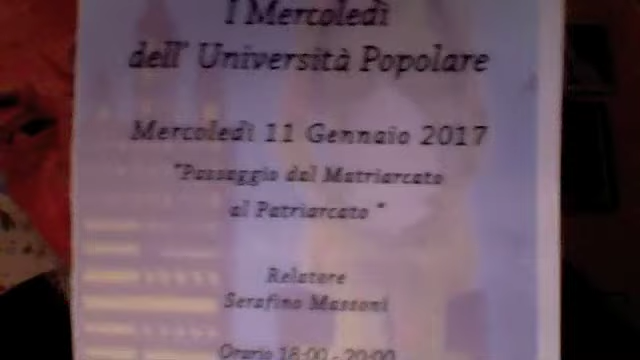 I Mercoledì
dell' Università Popolare
Mercoledì 11 Gennaio 2017
"Passaggio dal Matriarcato
al Patriarcato "
Relatore
Serafino Massoni
Orario 18:00 - 20:00